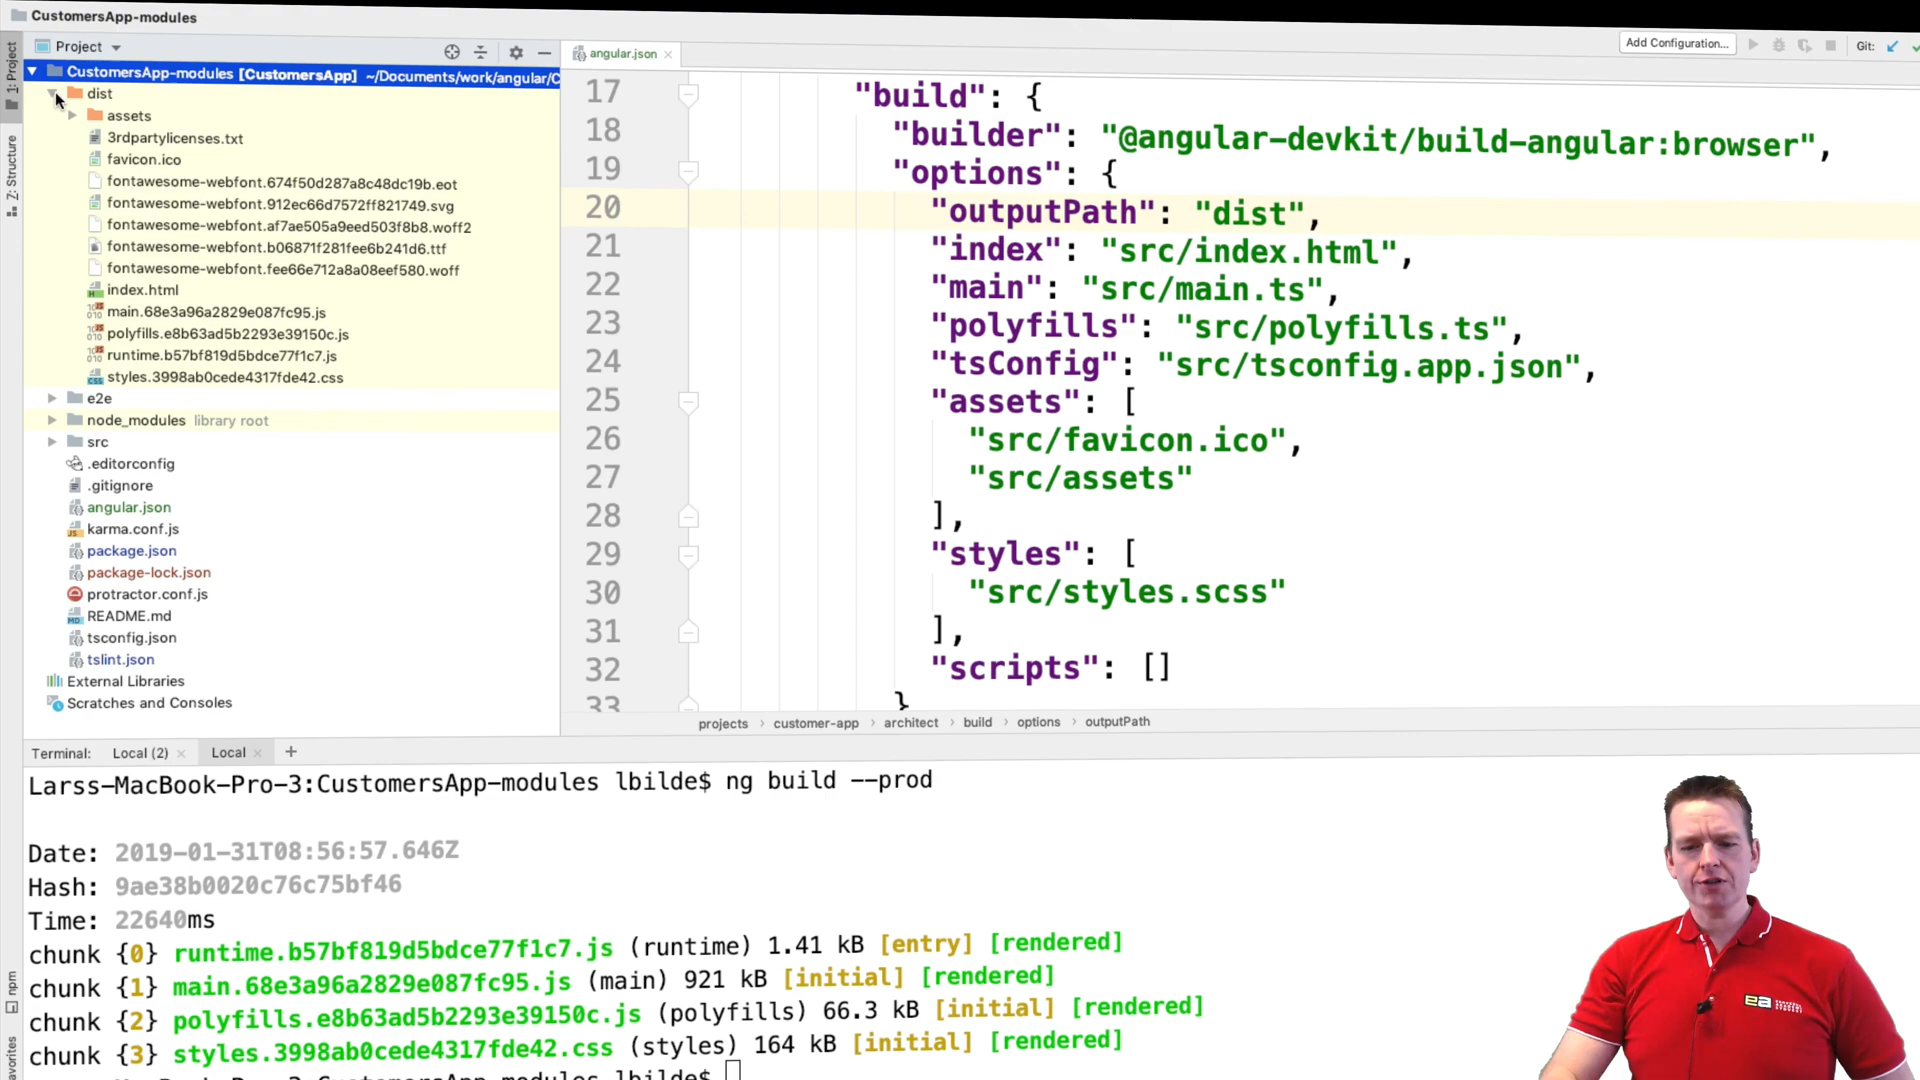 CustomersApp-modules
Project
Add Configuration...
Git:
1: Project
Z: Structure
npm
CustomersApp-modules [CustomersApp] ~/Documents/work/angular/C
dist
assets
3rdpartylicenses.txt
favicon.ico
fontawesome-webfont.674f50d287a8c48dc19b.eot
fontawesome-webfont.912ec66d7572ff821749.svg
fontawesome-webfont.af7ae505a9eed503f8b8.woff2
fontawesome-webfont.b06871f281fee6b241d6.ttf
fontawesome-webfont.fee66e712a8a08eef580.woff
index.html
main.68e3a96a2829e087fc95.js
polyfills.e8b63ad5b2293e39150c.js
runtime.b57bf819d5bdce77f1c7.js
styles.3998ab0cede4317fde42.css
e2e
node_modules library root
src
.editorconfig
.gitignore
angular.json
karma.conf.js
package.json
package-lock.json
protractor.conf.js
README.md
tsconfig.json
tslint.json
External Libraries
Scratches and Consoles
angular.json
17 "build": {
18 "builder": "@angular-devkit/build-angular:browser",
19 "options": {
20 "outputPath": "dist",
21 "index": "src/index.html",
22 "main": "src/main.ts",
23 "polyfills": "src/polyfills.ts",
24 "tsConfig": "src/tsconfig.app.json",
25 "assets": [
26 "src/favicon.ico",
27 "src/assets"
28 ],
29 "styles": [
30 "src/styles.scss"
31 ],
32 "scripts": []
33 }
projects › customer-app › architect › build › options › outputPath
Terminal: Local (2) × Local × +
Larss-MacBook-Pro-3:CustomersApp-modules lbilde$ ng build --prod
Date: 2019-01-31T08:56:57.646Z
Hash: 9ae38b0020c76c75bf46
Time: 22640ms
chunk {0} runtime.b57bf819d5bdce77f1c7.js (runtime) 1.41 kB [entry] [rendered]
chunk {1} main.68e3a96a2829e087fc95.js (main) 921 kB [initial] [rendered]
chunk {2} polyfills.e8b63ad5b2293e39150c.js (polyfills) 66.3 kB [initial] [rendered]
chunk {3} styles.3998ab0cede4317fde42.css (styles) 164 kB [initial] [rendered]
ea